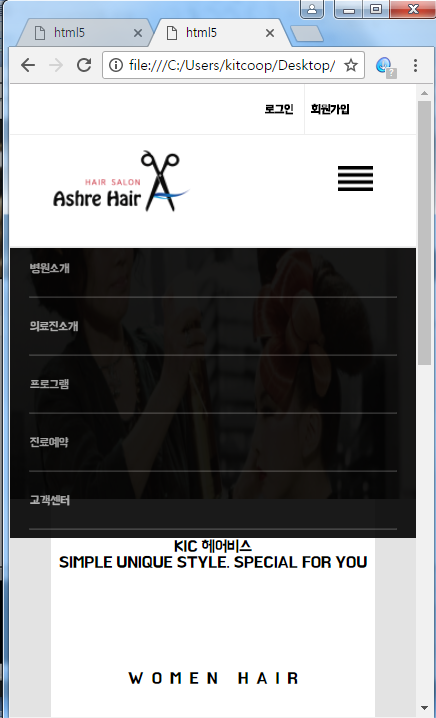 html5
html5
file:///C:/Users/kitcoop/Desktop/
로그인
회원가입
HAIR SALON
Ashre Hair
병원소개
의료진소개
프로그램
진료예약
고객센터
KIC 헤어비스
SIMPLE UNIQUE STYLE. SPECIAL FOR YOU
WOMEN HAIR